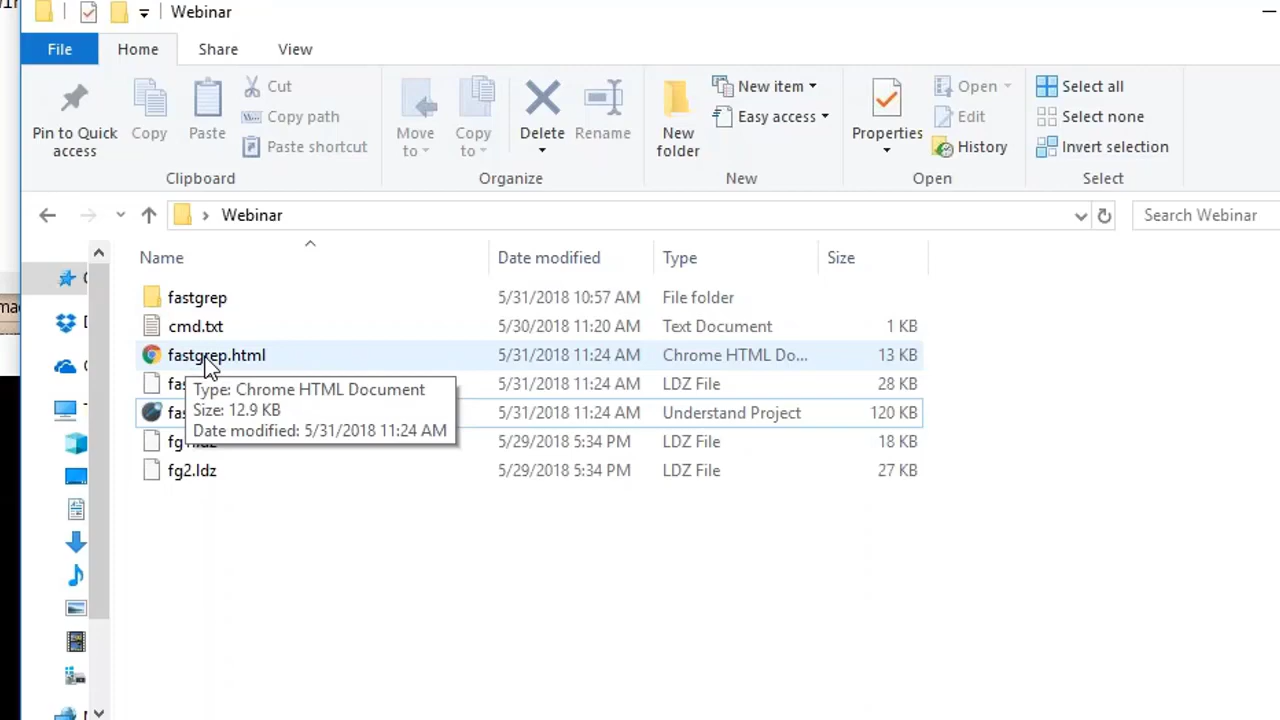 Webinar
File Home Share View
Pin to Quick access
Copy
Paste
Cut
Copy path
Paste shortcut
Clipboard
Move to
Copy to
Delete
Rename
Organize
New folder
New item
Easy access
New
Properties
Open
Edit
History
Open
Select all
Select none
Invert selection
Select
Webinar
Search Webinar
Name Date modified Type Size
fastgrep 5/31/2018 10:57 AM File folder
cmd.txt 5/30/2018 11:20 AM Text Document 1 KB
fastgrep.html 5/31/2018 11:24 AM Chrome HTML Do... 13 KB
5/31/2018 11:24 AM LDZ File 28 KB
5/31/2018 11:24 AM Understand Project 120 KB
5/29/2018 5:34 PM LDZ File 18 KB
fg2.ldz 5/29/2018 5:34 PM LDZ File 27 KB
Type: Chrome HTML Document
Size: 12.9 KB
Date modified: 5/31/2018 11:24 AM